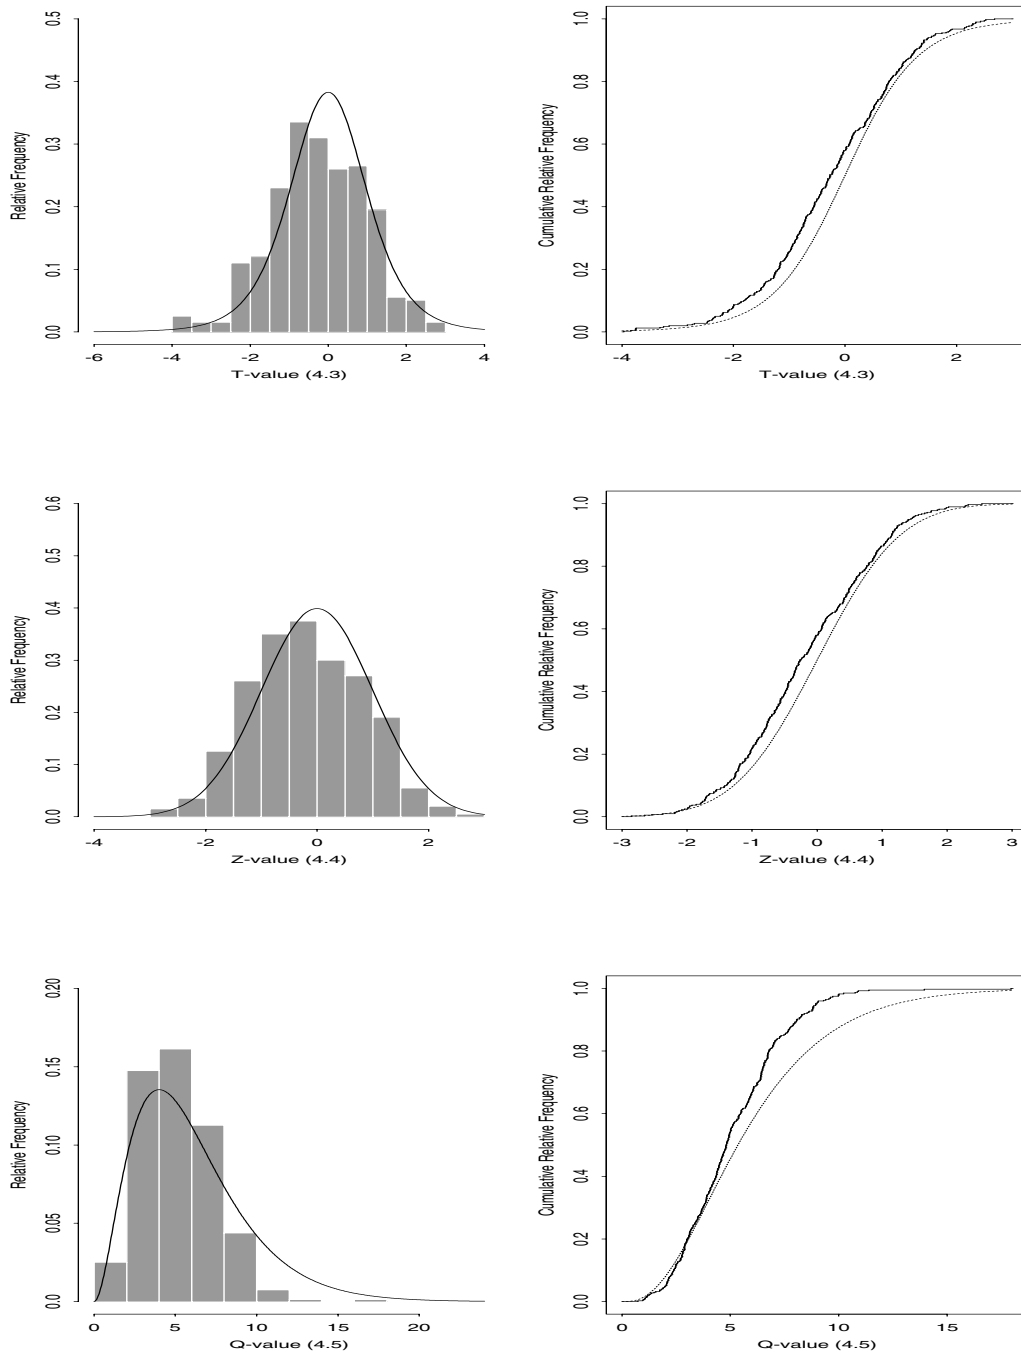 Relative Frequency
0.0 0.1 0.2 0.3 0.4 0.5
-6 -4 -2 0 2 4
T-value (4.3)
Cumulative Relative Frequency
0.0 0.2 0.4 0.6 0.8 1.0
-4 -2 0 2
T-value (4.3)
Relative Frequency
0.0 0.1 0.2 0.3 0.4 0.5 0.6
-4 -2 0 2
Z-value (4.4)
Cumulative Relative Frequency
0.0 0.2 0.4 0.6 0.8 1.0
-3 -2 -1 0 1 2 3
Z-value (4.4)
Relative Frequency
0.0 0.05 0.10 0.15 0.20
0 5 10 15 20
Q-value (4.5)
Cumulative Relative Frequency
0.0 0.2 0.4 0.6 0.8 1.0
0 5 10 15
Q-value (4.5)